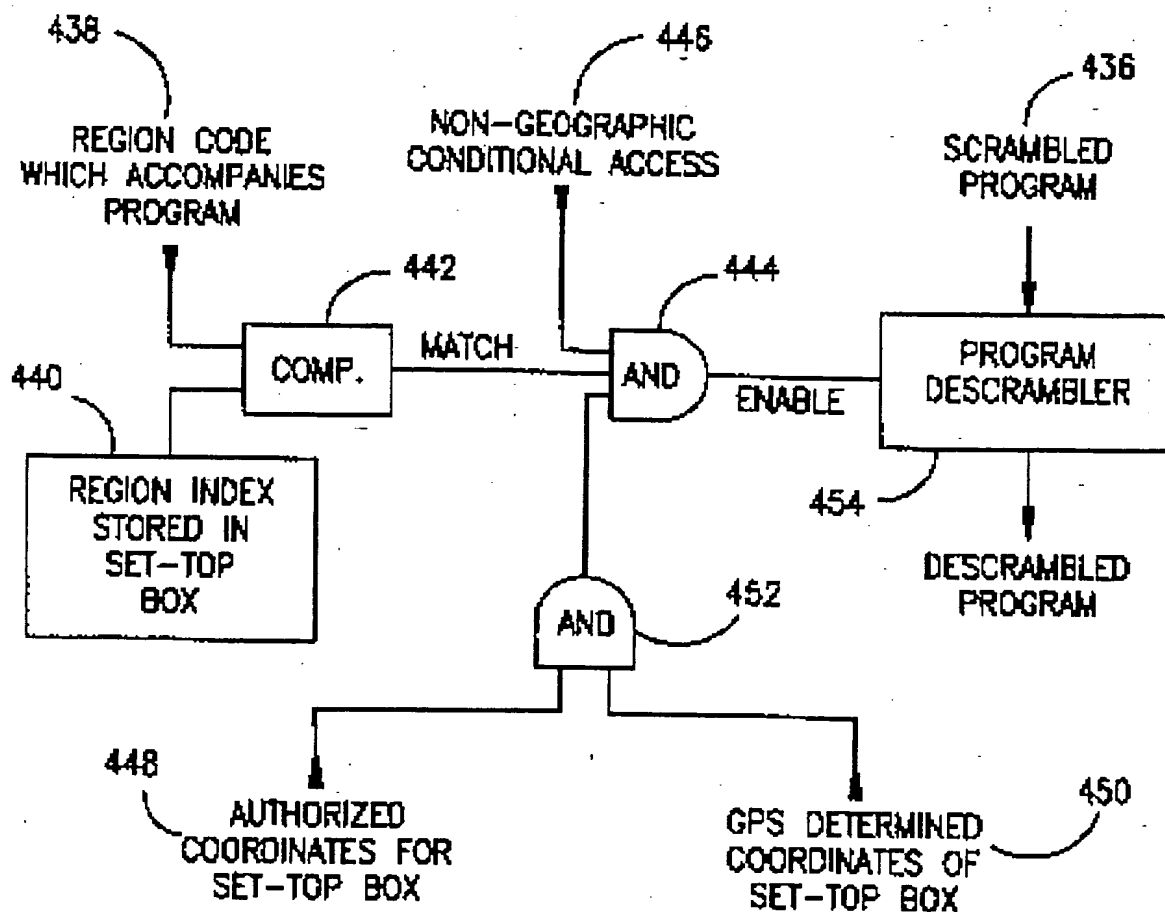 438
REGION CODE
WHICH ACCOMPANIES
PROGRAM
446
NON-GEOGRAPHIC
CONDITIONAL ACCESS
436
SCRAMBLED
PROGRAM
442
COMP.
MATCH
444
AND
ENABLE
PROGRAM
DESCRAMBLER
454
DESCRAMBLED
PROGRAM
440
REGION INDEX
STORED IN
SET-TOP
BOX
AND
452
448
AUTHORIZED
COORDINATES FOR
SET-TOP BOX
450
GPS DETERMINED
COORDINATES OF
SET-TOP BOX